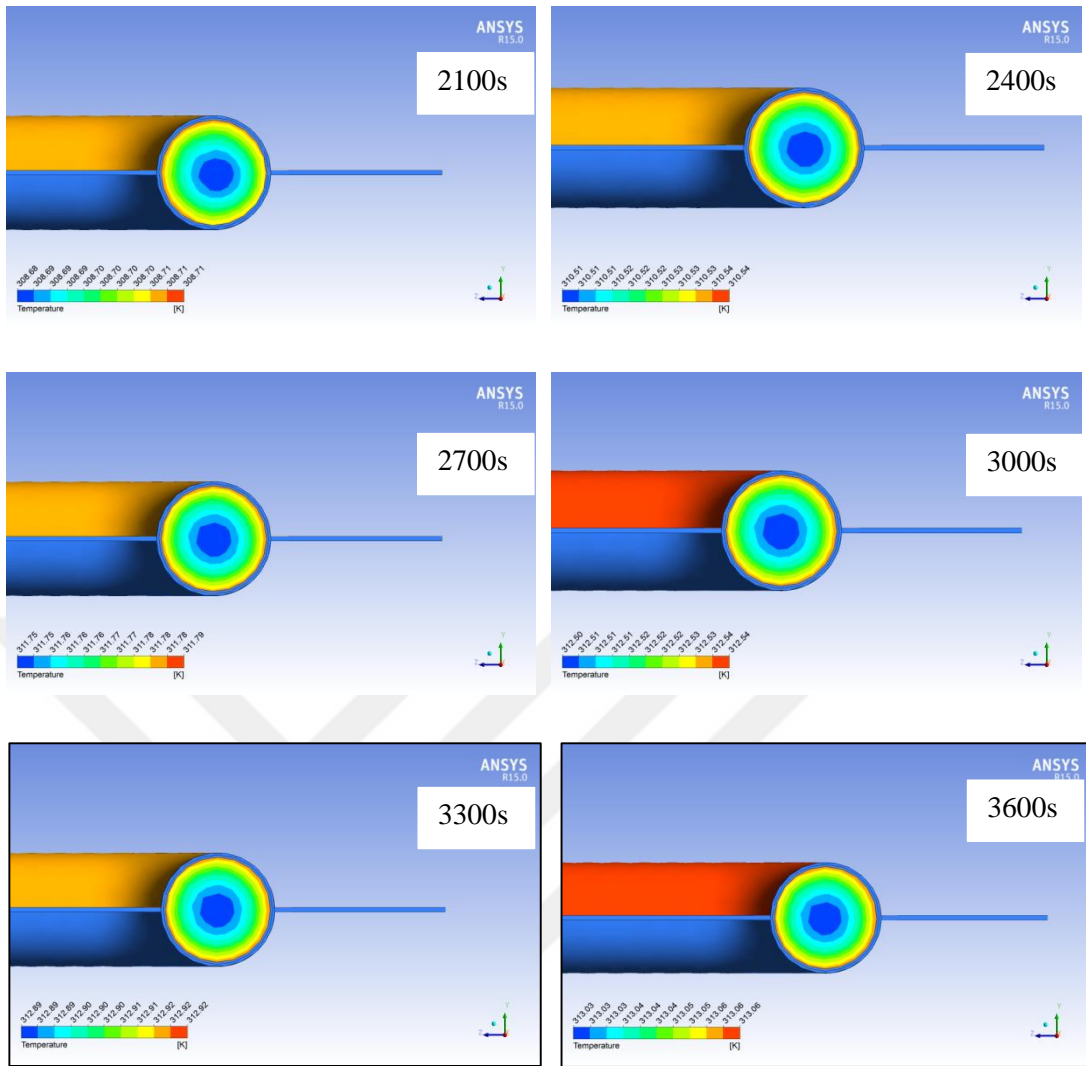 ANSYS
R15.0
2100s
308.68 308.69 308.69 308.70 308.70 308.70 308.70 308.71 308.71 308.71
Temperature [K]
Y
Z
ANSYS
R15.0
2400s
310.51 310.51 310.51 310.52 310.52 310.53 310.53 310.54 310.54
Temperature [K]
Y
Z
ANSYS
R15.0
2700s
311.75 311.75 311.76 311.76 311.77 311.77 311.78 311.78 311.78 311.79
Temperature [K]
Y
Z
ANSYS
R15.0
3000s
312.50 312.51 312.51 312.51 312.52 312.52 312.53 312.54 312.54
Temperature [K]
Y
Z
ANSYS
R15.0
3300s
312.89 312.89 312.89 312.90 312.90 312.90 312.91 312.91 312.92 312.92 312.92
Temperature [K]
Y
Z
ANSYS
R15.0
3600s
313.03 313.03 313.03 313.04 313.04 313.05 313.05 313.06 313.06 313.06
Temperature [K]
Y
Z